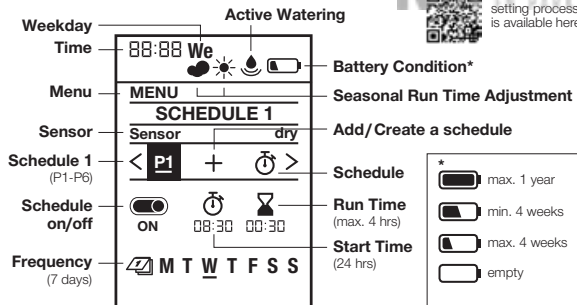 setting process
is available here
Weekday
Active Watering
Time
88:88 We
Battery Condition*
Menu
MENU
Seasonal Run Time Adjustment
SCHEDULE 1
Sensor
Sensor dry
Add/Create a schedule
Schedule 1
(P1-P6)
< P1 + >
Schedule
Schedule
on/off
ON
08:30 00:30
Run Time
(max. 4 hrs)
Start Time
(24 hrs)
Frequency
(7 days)
7 M T W T F S S
*
max. 1 year
min. 4 weeks
max. 4 weeks
empty